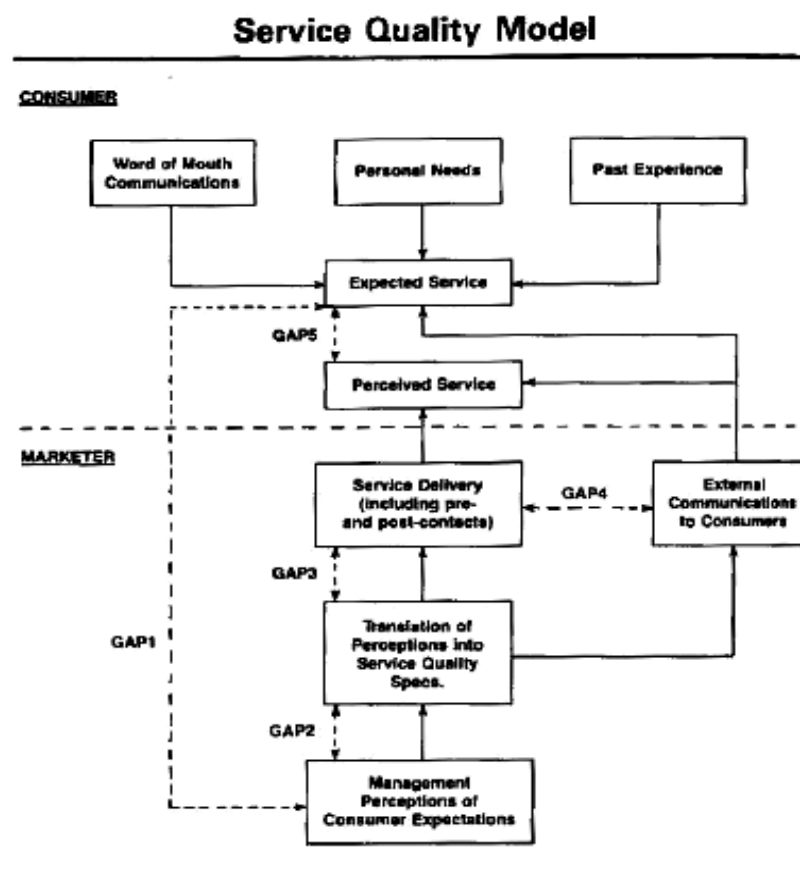 Service Quality Model
CONSUMER
Word of Mouth
Communications
Personal Needs
Past Experience
Expected Service
GAP5
Perceived Service
MARKETER
Service Delivery
(including pre-
and post-contacts)
GAP4
External
Communications
to Consumers
GAP3
Translation of
Perceptions into
Service Quality
Specs.
GAP1
GAP2
Management
Perceptions of
Consumer Expectations